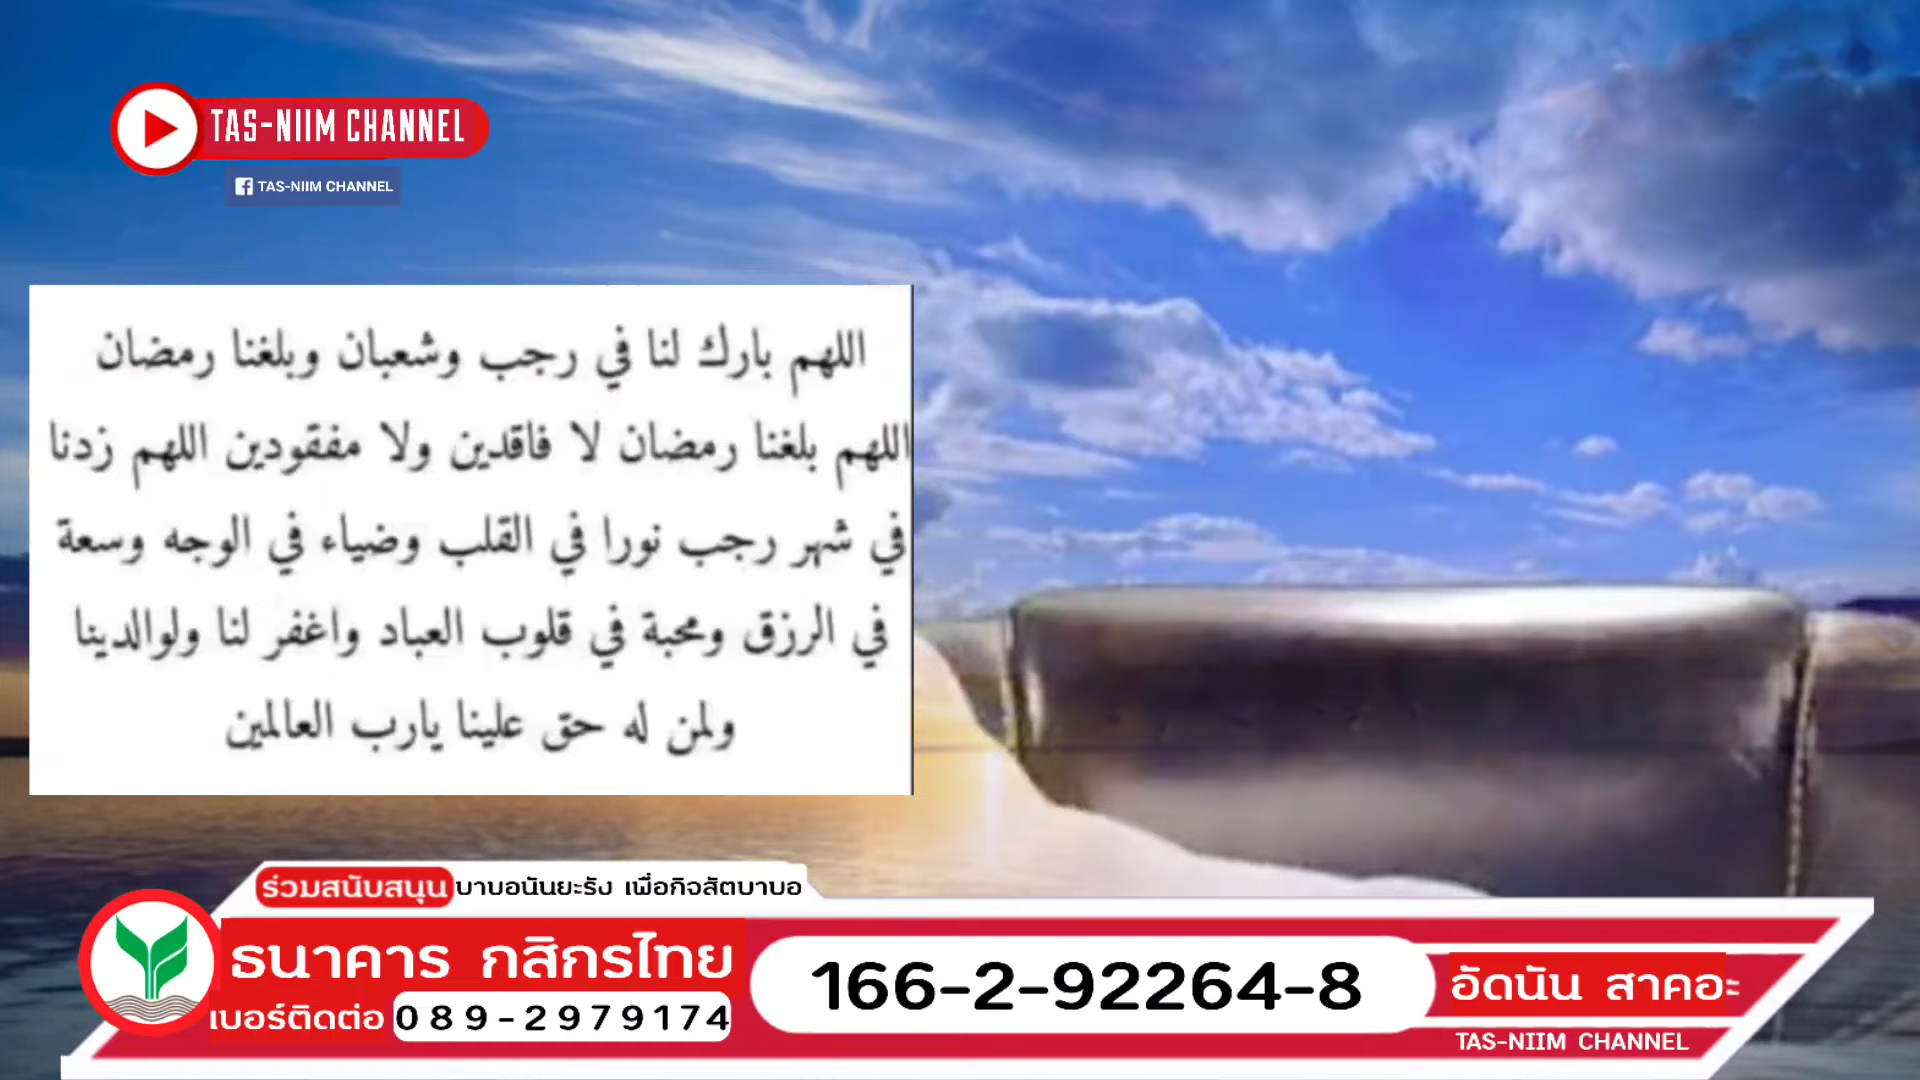 TAS-NIIM CHANNEL
TAS-NIIM CHANNEL
اللهم بارك لنا في رجب وشعبان وبلغنا رمضان
اللهم بلغنا رمضان لا فاقدين ولا مفقودين اللهم زدنا
في شهر رجب نورا في القلب وضياء في الوجه وسعة
في الرزق ومحبة في قلوب العباد واغفر لنا ولوالدينا
ولمن له حق علينا يارب العالمين
ร่วมสนับสนุน บาบอนันยะรัง เพื่อกิจสัตบาบอ
ธนาคาร กสิกรไทย
เบอร์ติดต่อ 089-2979174
166-2-92264-8
อัดนัน สาคอะ
TAS-NIIM CHANNEL